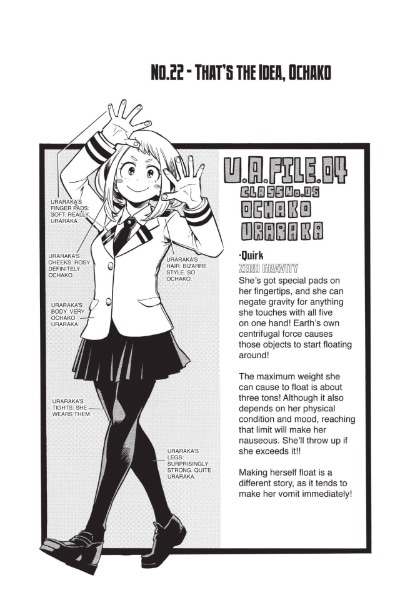 NO.22 - THAT'S THE IDEA, OCHAKO
U.A.FILE.04
CLASS NO.05
OCHAKO
URARAKA
URARAKA'S
FINGER PADS:
SOFT. REALLY
URARAKA.
URARAKA'S
CHEEKS: ROSY.
DEFINITELY
OCHAKO.
URARAKA'S
BODY: VERY
OCHAKO
URARAKA.
URARAKA'S
TIGHTS: SHE
WEARS THEM.
URARAKA'S
HAIR: BIZARRE
STYLE. SO
OCHAKO.
URARAKA'S
LEGS:
SURPRISINGLY
STRONG. QUITE
URARAKA.
•Quirk
ZERO GRAVITY
She's got special pads on
her fingertips, and she can
negate gravity for anything
she touches with all five
on one hand! Earth's own
centrifugal force causes
those objects to start floating
around!
The maximum weight she
can cause to float is about
three tons! Although it also
depends on her physical
condition and mood, reaching
that limit will make her
nauseous. She'll throw up if
she exceeds it!!
Making herself float is a
different story, as it tends to
make her vomit immediately!